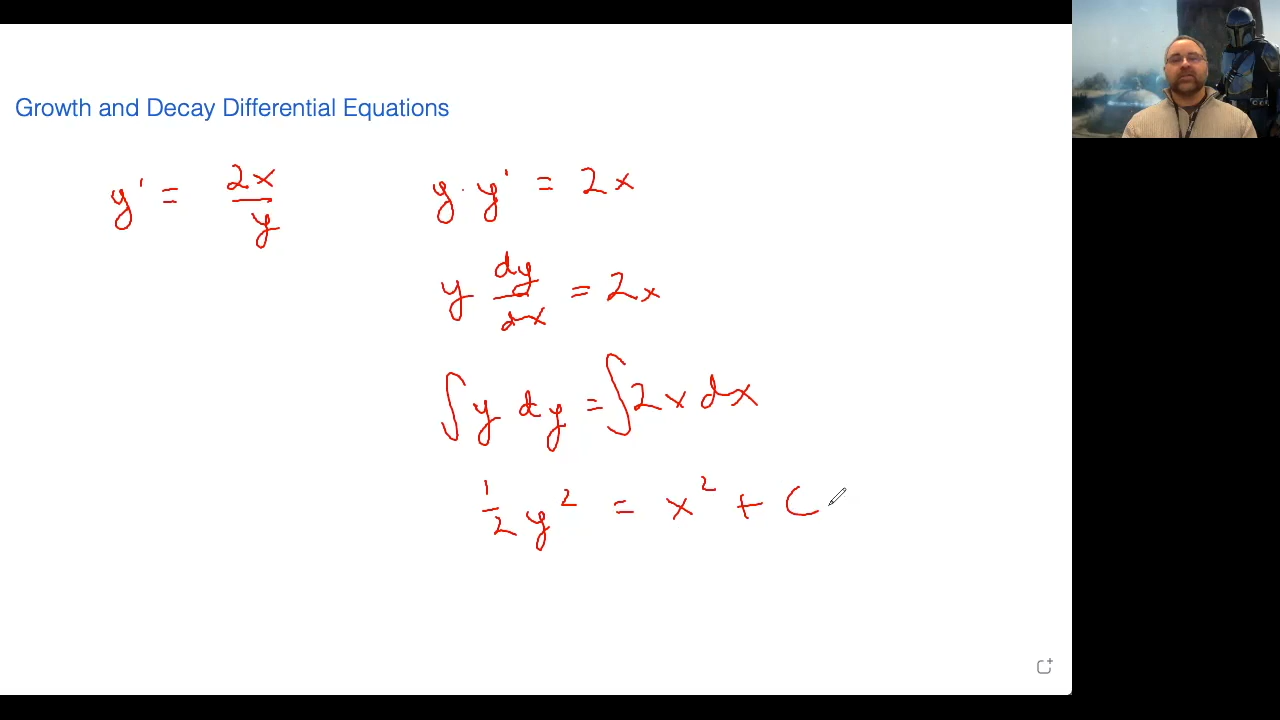 Growth and Decay Differential Equations
y' = 2x/y
y · y' = 2x
y dy/dx = 2x
∫ y dy = ∫ 2x dx
1/2 y² = x² + C